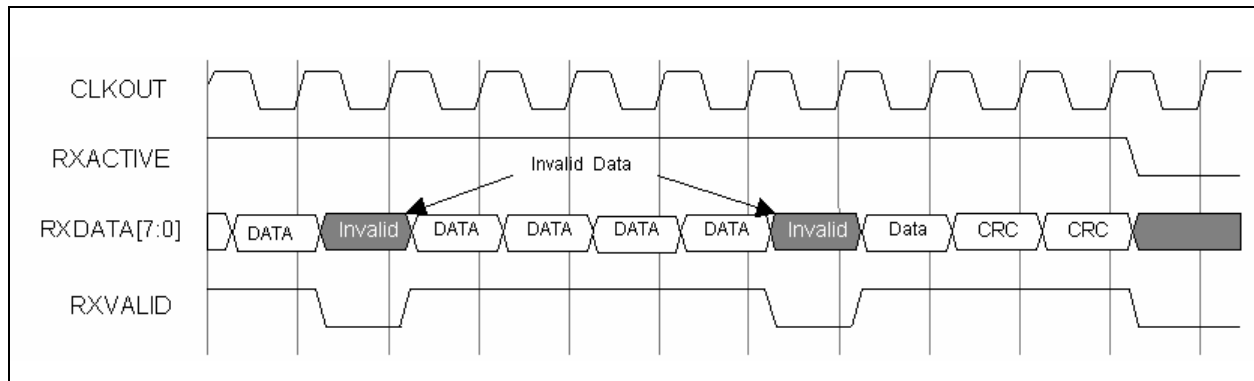 CLKOUT
RXACTIVE
Invalid Data
RXDATA[7:0]
DATA Invalid DATA DATA DATA DATA Invalid Data CRC CRC
RXVALID